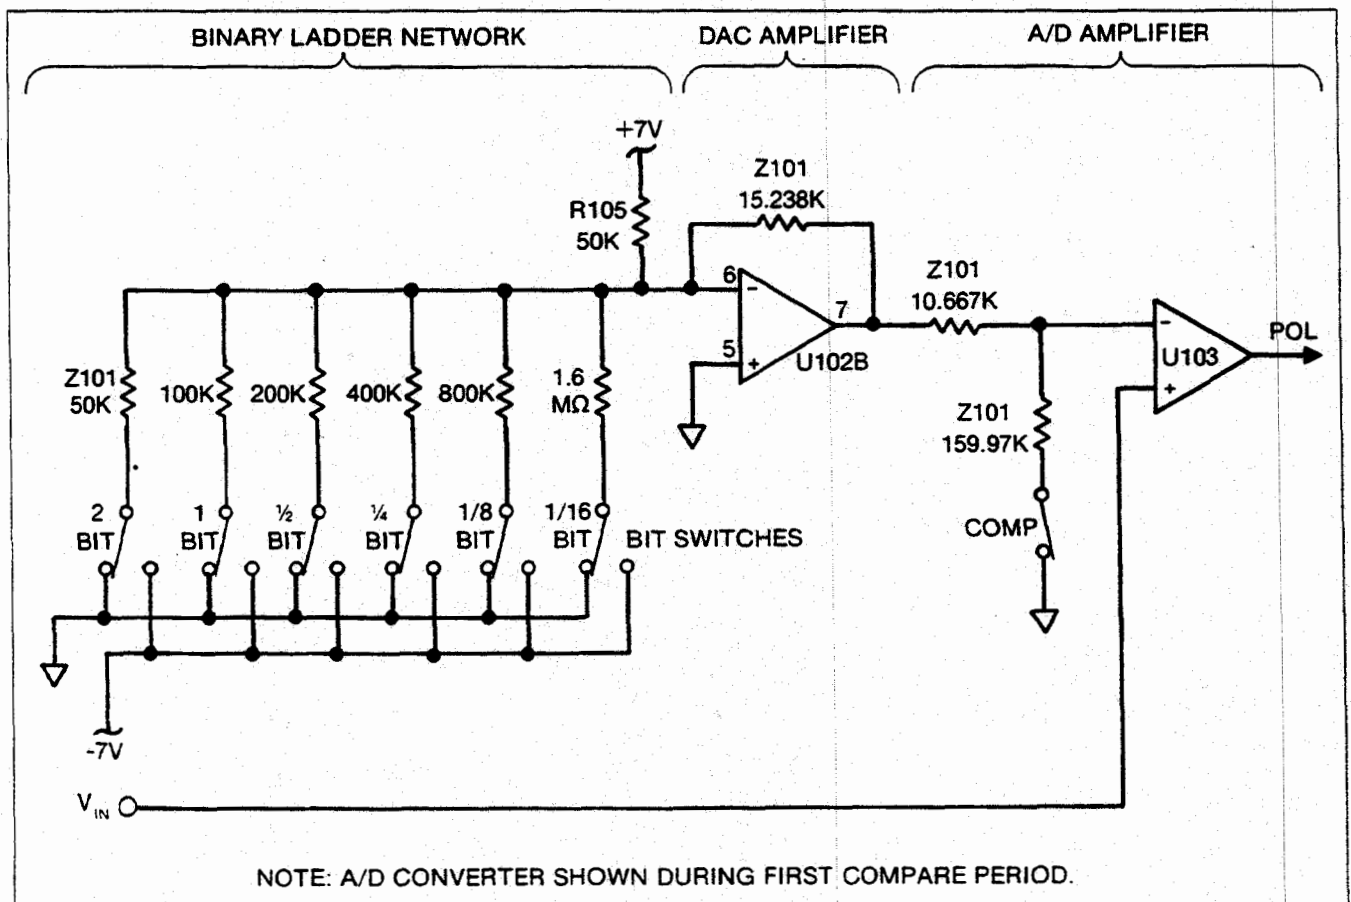 BINARY LADDER NETWORK
DAC AMPLIFIER
A/D AMPLIFIER
+7V
R105
50K
Z101
15.238K
6
-
5
+
7
U102B
Z101
10.667K
-
U103
+
POL
Z101
50K
100K
200K
400K
800K
1.6
MΩ
Z101
159.97K
COMP
2
BIT
1
BIT
½
BIT
¼
BIT
1/8
BIT
1/16
BIT
BIT SWITCHES
-7V
VIN
NOTE: A/D CONVERTER SHOWN DURING FIRST COMPARE PERIOD.